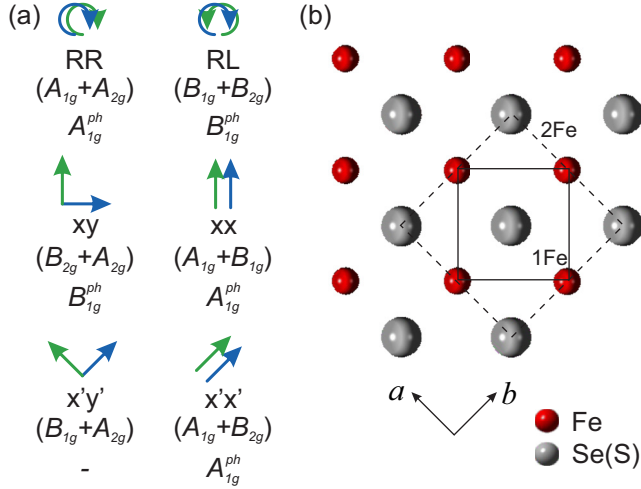 (a)
RR
(A1g+A2g)
A1g^ph
RL
(B1g+B2g)
B1g^ph
xy
(B2g+A2g)
B1g^ph
xx
(A1g+B1g)
A1g^ph
x'y'
(B1g+A2g)
-
x'x'
(A1g+B2g)
A1g^ph
(b)
2Fe
1Fe
a
b
Fe
Se(S)